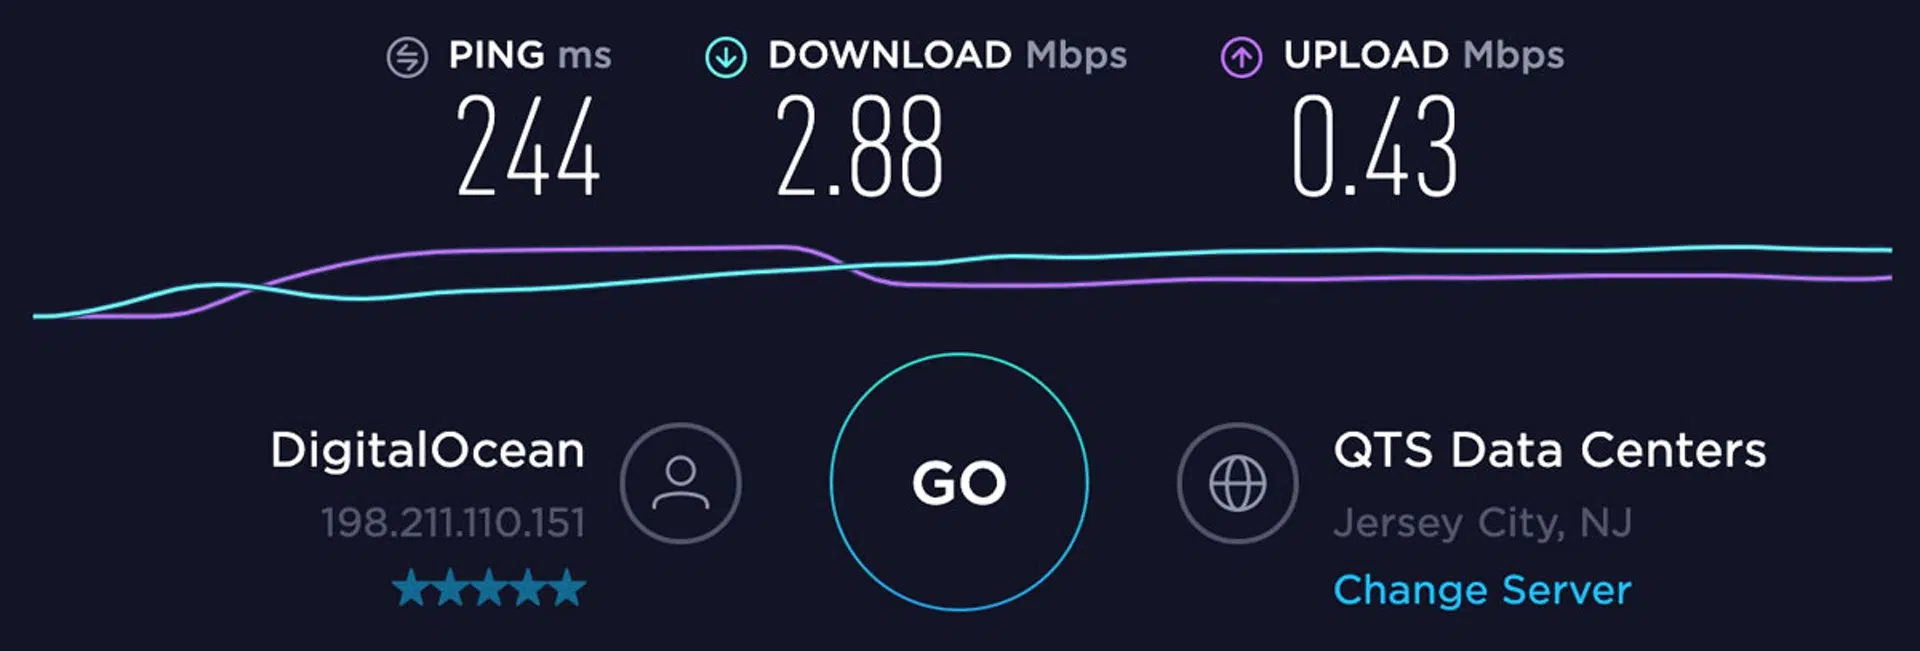 PING ms
244
DOWNLOAD Mbps
2.88
UPLOAD Mbps
0.43
DigitalOcean
198.211.110.151
GO
QTS Data Centers
Jersey City, NJ
Change Server